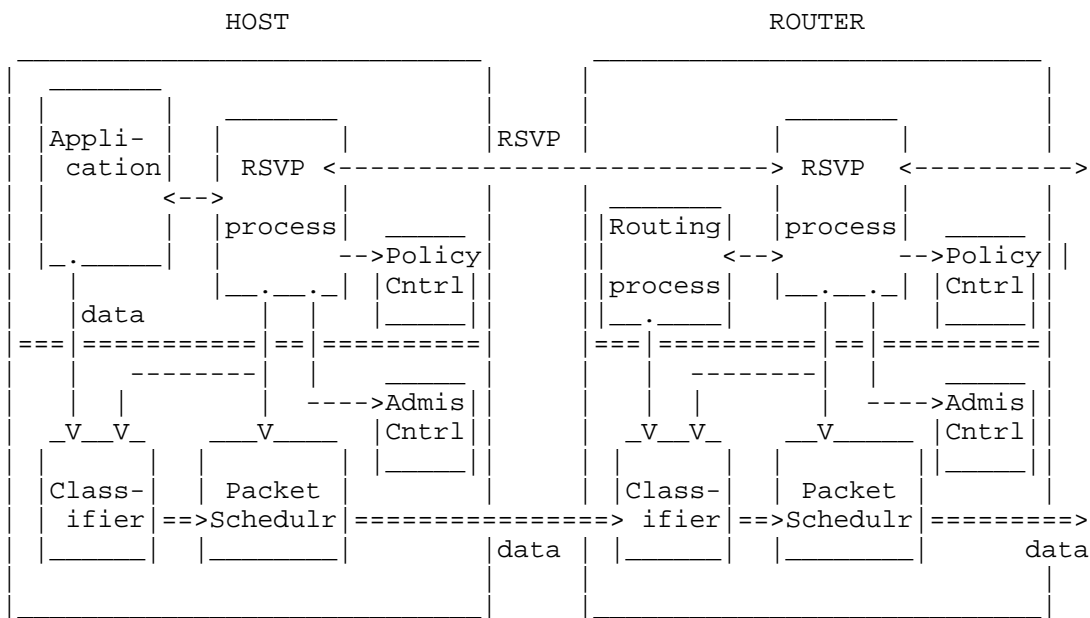 HOST ROUTER
Appli- RSVP
cation RSVP RSVP
process Routing process
Policy Policy
Cntrl process Cntrl
data
Admis Admis
Cntrl Cntrl
Class- Packet Class- Packet
ifier Schedulr ifier Schedulr
data data